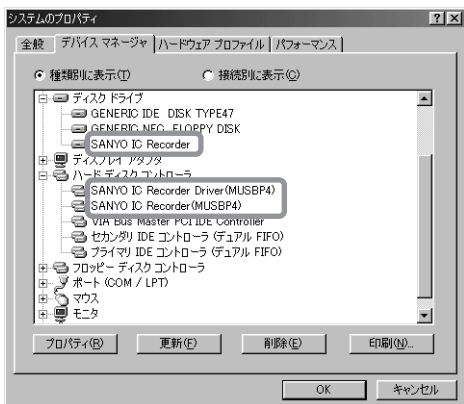 システムのプロパティ
全般 デバイス マネージャ ハードウェア プロファイル パフォーマンス
種類別に表示(T) 接続別に表示(C)
ディスク ドライブ
GENERIC IDE DISK TYPE47
GENERIC NEC FLOPPY DISK
SANYO IC Recorder
ディスプレイ アダプタ
ハード ディスク コントローラ
SANYO IC Recorder Driver(MUSBP4)
SANYO IC Recorder(MUSBP4)
VIA Bus Master PCI IDE Controller
セカンダリ IDE コントローラ (デュアル FIFO)
プライマリ IDE コントローラ (デュアル FIFO)
フロッピー ディスク コントローラ
ポート (COM / LPT)
マウス
モニタ
プロパティ(R) 更新(F) 削除(E) 印刷(N)...
OK キャンセル